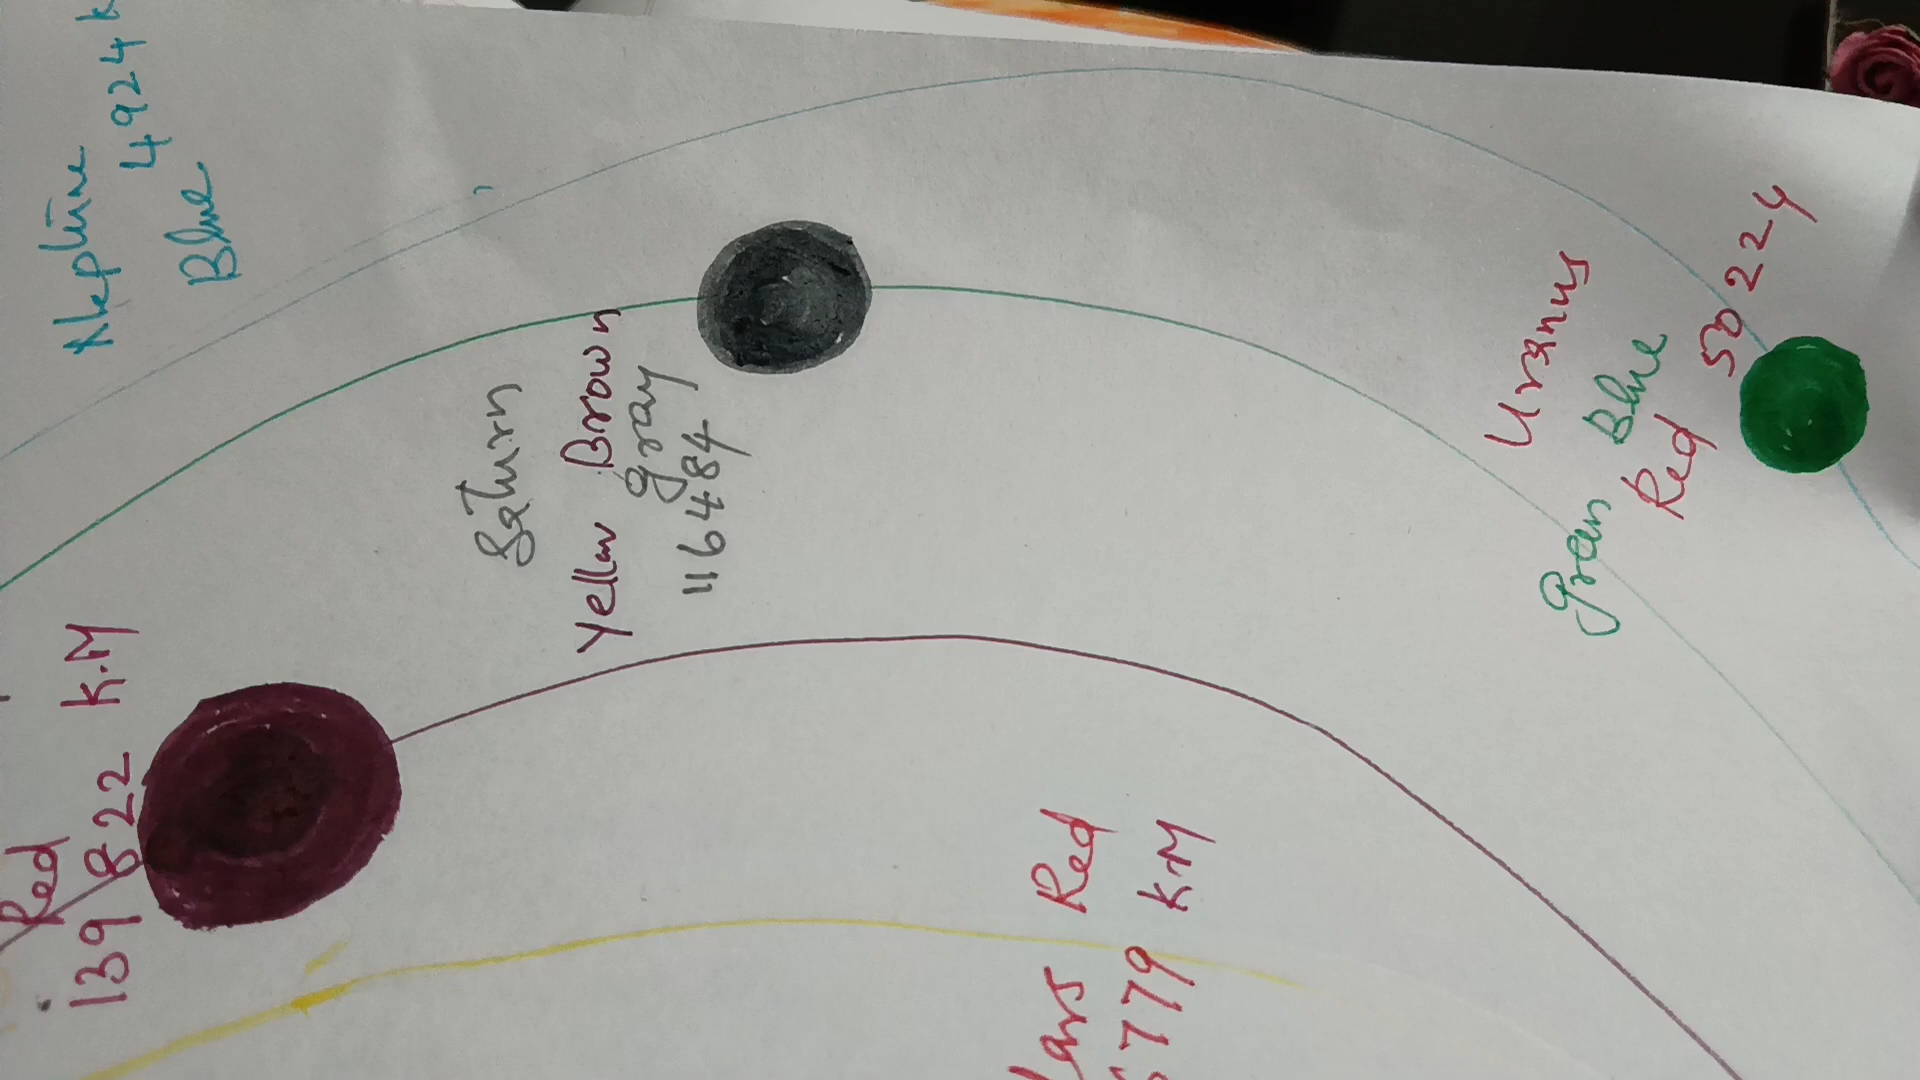 Neptune
4924 K
Blue
Saturn
Yellow Brown
gray
116484
Uranus
Green Blue
Red 50224
Red
139822 K.M
Mars Red
6779 K.M